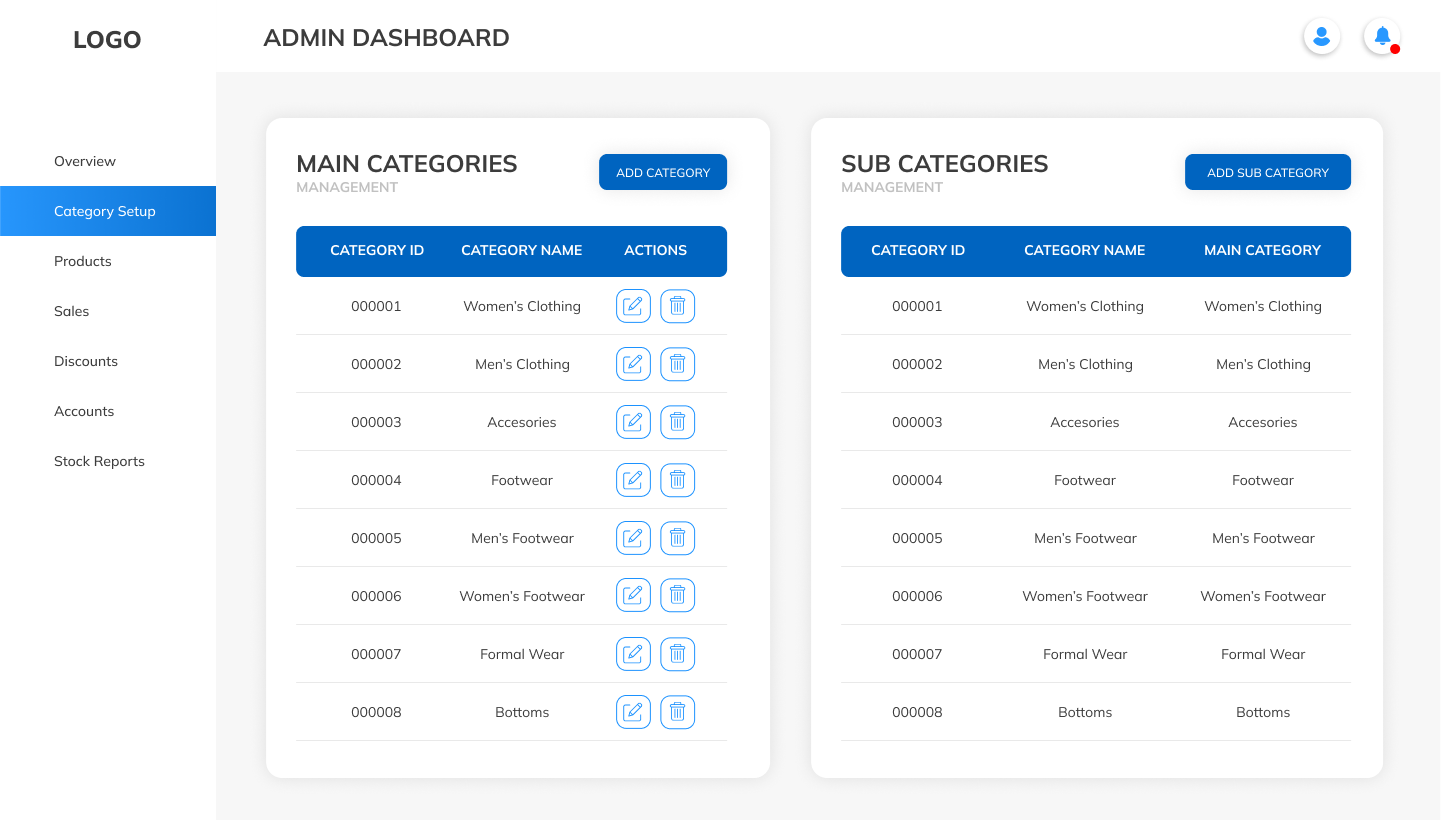 LOGO
ADMIN DASHBOARD
Overview
Category Setup
Products
Sales
Discounts
Accounts
Stock Reports
MAIN CATEGORIES
MANAGEMENT
ADD CATEGORY
CATEGORY ID CATEGORY NAME ACTIONS
000001 Women’s Clothing
000002 Men’s Clothing
000003 Accesories
000004 Footwear
000005 Men’s Footwear
000006 Women’s Footwear
000007 Formal Wear
000008 Bottoms
SUB CATEGORIES
MANAGEMENT
ADD SUB CATEGORY
CATEGORY ID CATEGORY NAME MAIN CATEGORY
000001 Women’s Clothing Women’s Clothing
000002 Men’s Clothing Men’s Clothing
000003 Accesories Accesories
000004 Footwear Footwear
000005 Men’s Footwear Men’s Footwear
000006 Women’s Footwear Women’s Footwear
000007 Formal Wear Formal Wear
000008 Bottoms Bottoms